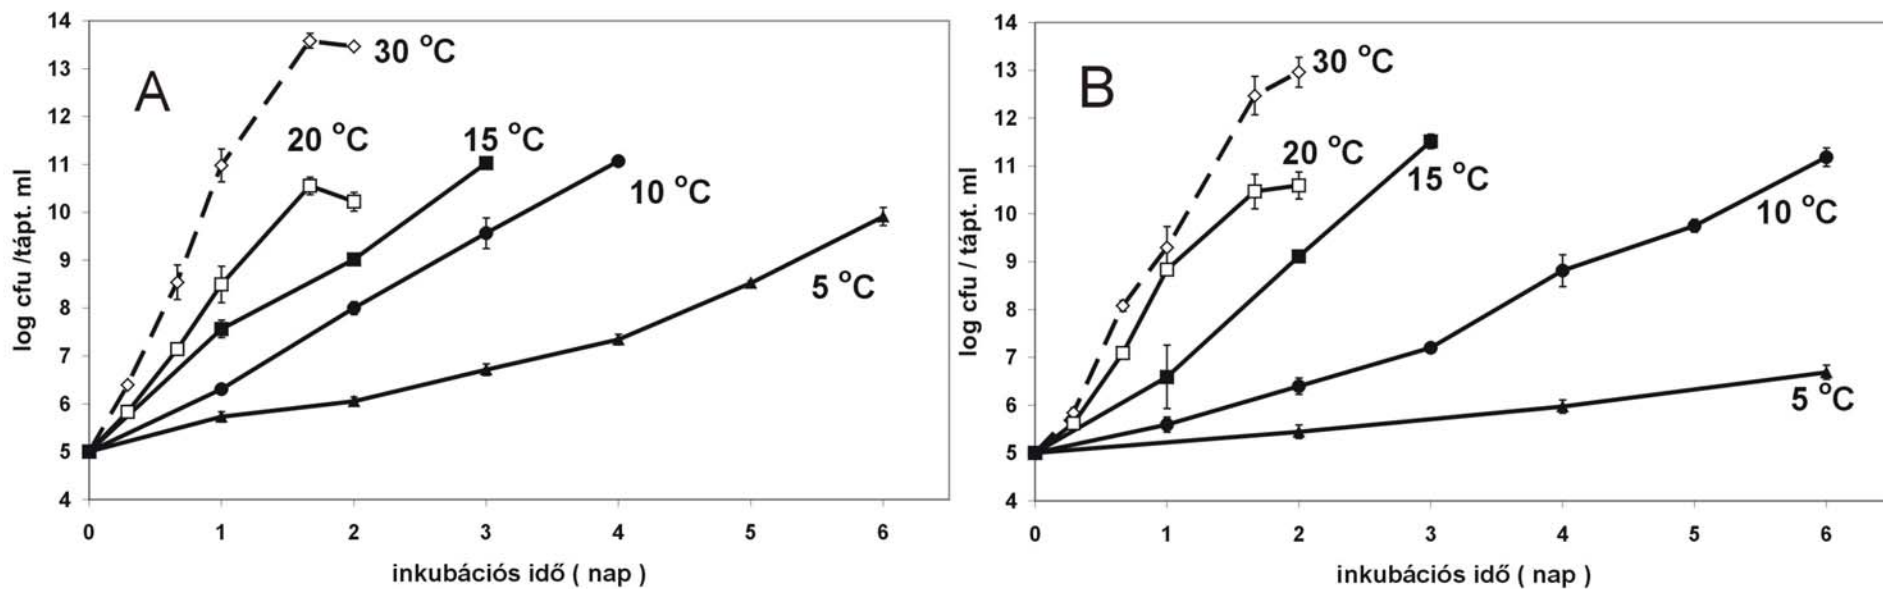 A
log cfu /tápt. ml
14
13
12
11
10
9
8
7
6
5
4
30 °C
20 °C
15 °C
10 °C
5 °C
0 1 2 3 4 5 6
inkubációs idő ( nap )
B
log cfu / tápt. ml
14
13
12
11
10
9
8
7
6
5
4
30 °C
20 °C
15 °C
10 °C
5 °C
0 1 2 3 4 5 6
inkubációs idő ( nap )